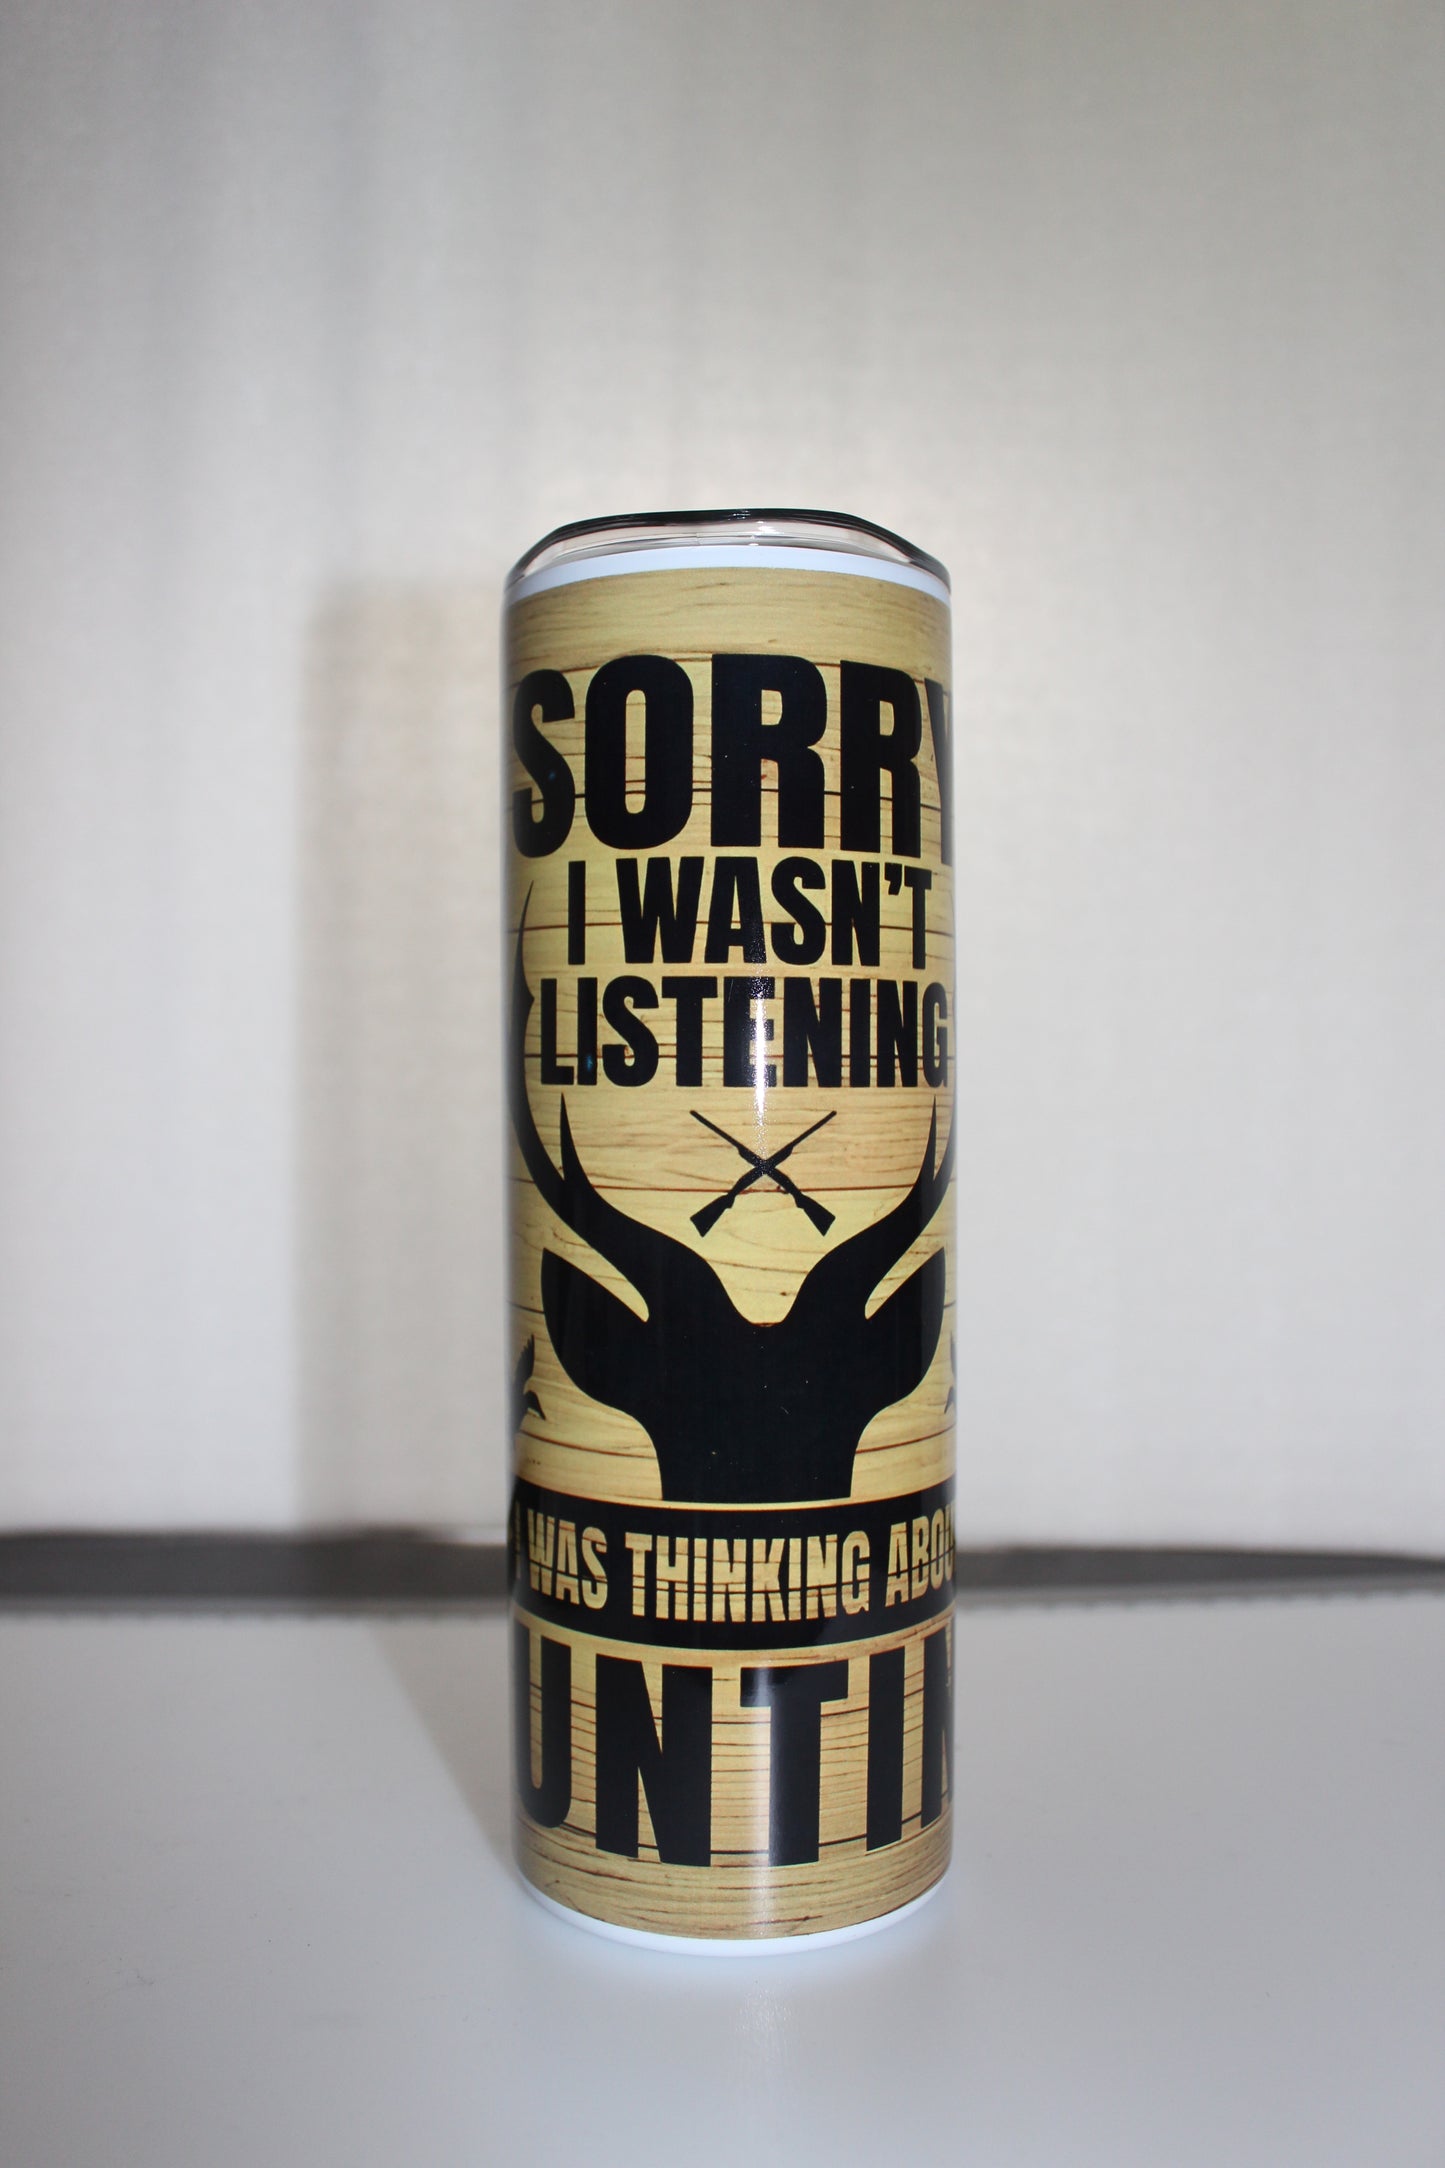 SORRY
I WASN'T
LISTENING
I WAS THINKING ABOU
UNTIN